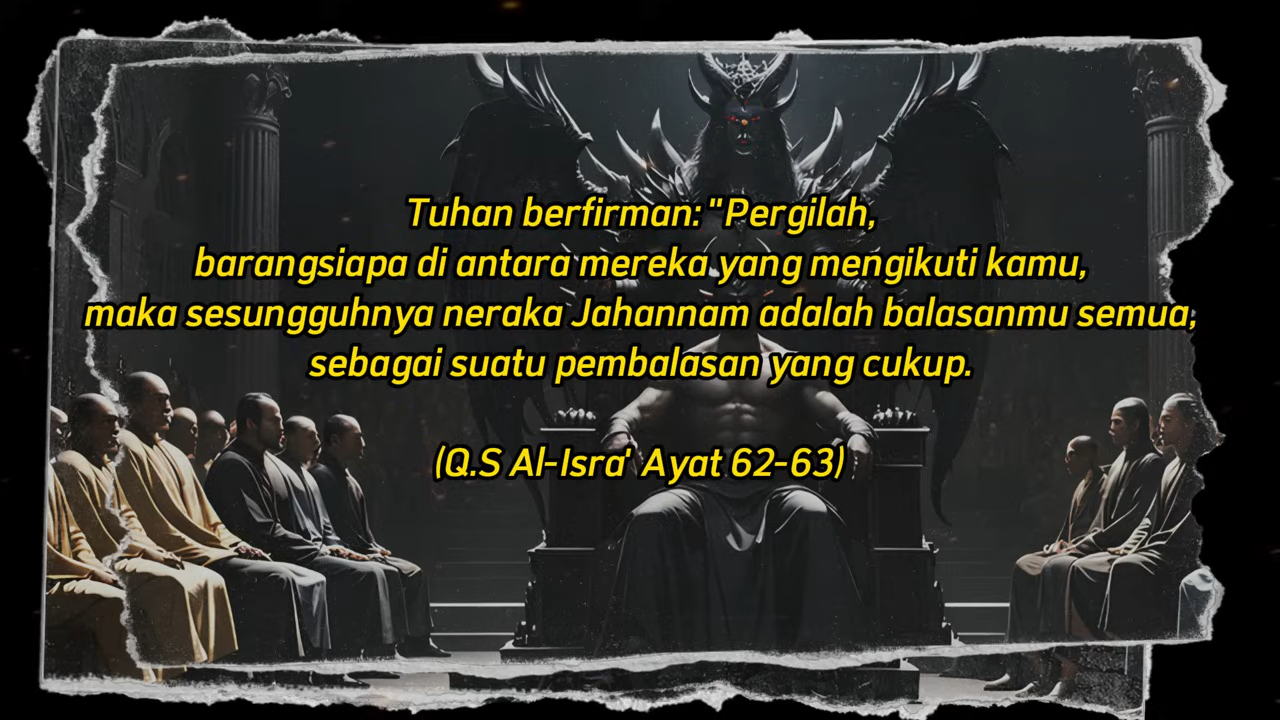 Tuhan berfirman: "Pergilah,
barangsiapa di antara mereka yang mengikuti kamu,
maka sesungguhnya neraka Jahannam adalah balasanmu semua,
sebagai suatu pembalasan yang cukup.
(Q.S Al-Isra' Ayat 62-63)